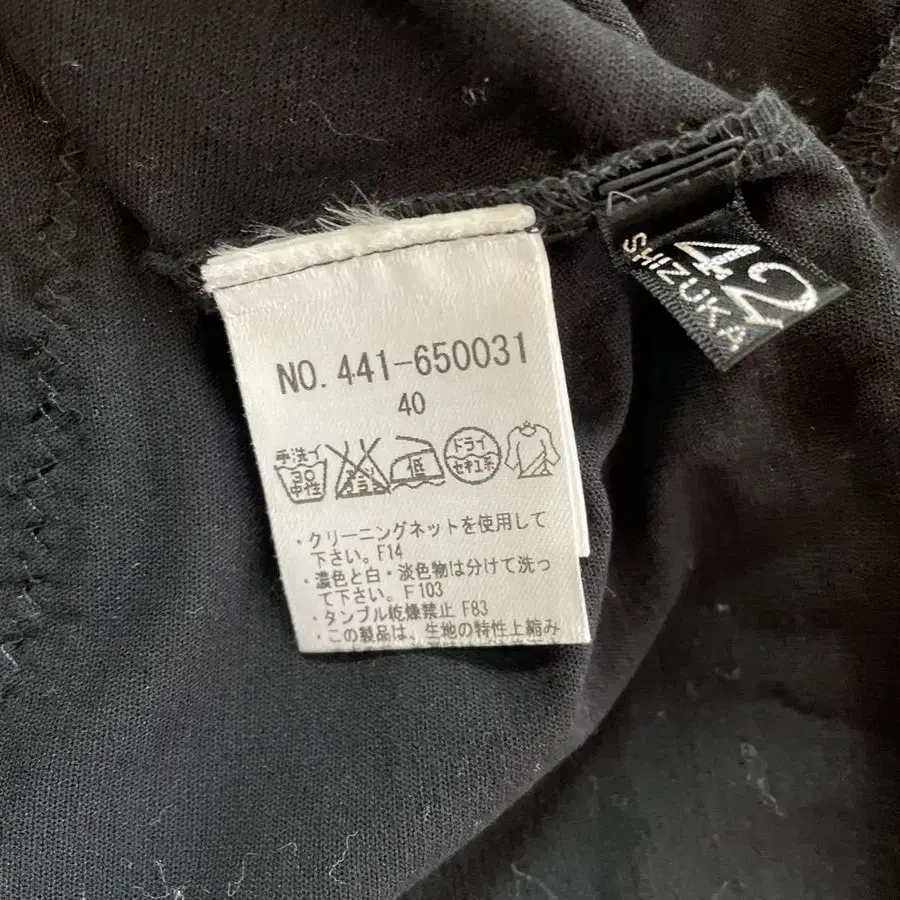 NO. 441-650031
40
手洗イ
30
中性
低
ドライ
セキユ系
・クリーニングネットを使用して
下さい。F14
・濃色と白・淡色物は分けて洗っ
て下さい。F103
・タンブル乾燥禁止 F83
・この製品は、生地の特性上縮み
42
SHIZUKA